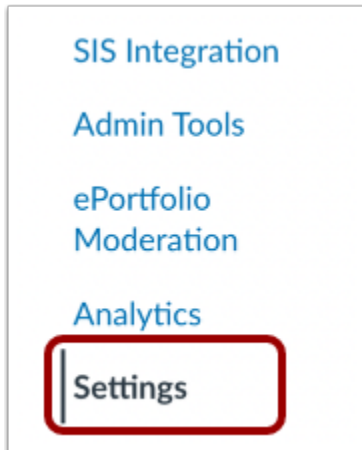 SIS Integration
Admin Tools
ePortfolio
Moderation
Analytics
Settings